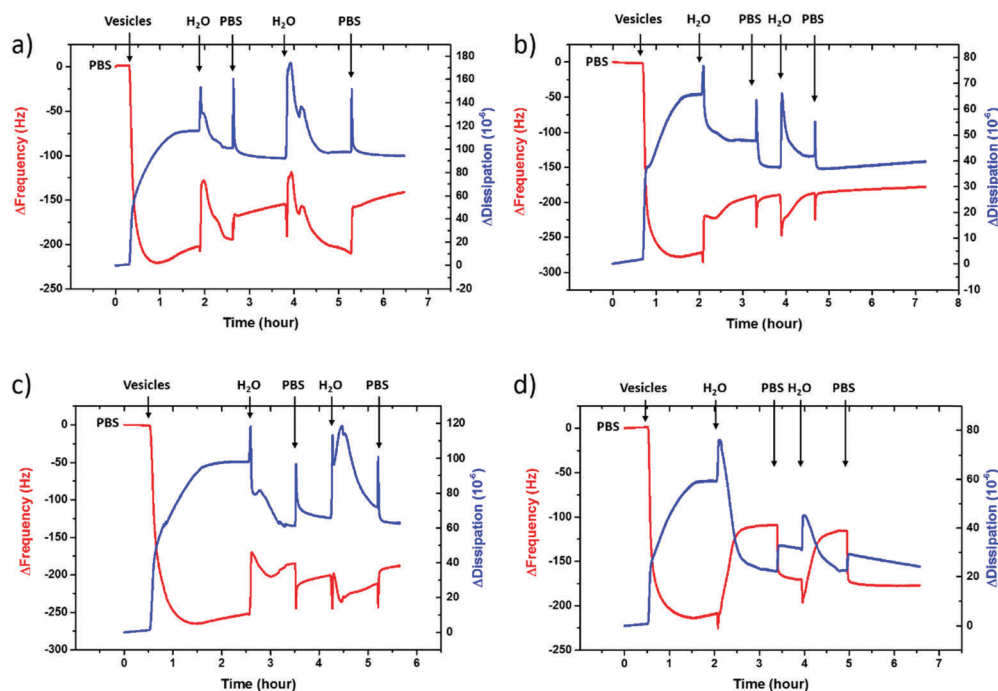 a)
Vesicles H₂O PBS H₂O PBS
PBS
0
-50
-100
-150
-200
-250
180
160
140
120
100
80
60
40
20
0
-20
0 1 2 3 4 5 6 7
ΔFrequency (Hz)
ΔDissipation (10⁻⁶)
Time (hour)
b)
Vesicles H₂O PBS H₂O PBS
PBS
0
-50
-100
-150
-200
-250
-300
80
70
60
50
40
30
20
10
0
-10
0 1 2 3 4 5 6 7 8
ΔFrequency (Hz)
ΔDissipation (10⁻⁶)
Time (hour)
c)
Vesicles H₂O PBS H₂O PBS
PBS
0
-50
-100
-150
-200
-250
-300
120
100
80
60
40
20
0
0 1 2 3 4 5 6
ΔFrequency (Hz)
ΔDissipation (10⁻⁶)
Time (hour)
d)
Vesicles H₂O PBS H₂O PBS
PBS
0
-50
-100
-150
-200
-250
80
60
40
20
0
0 1 2 3 4 5 6 7
ΔFrequency (Hz)
ΔDissipation (10⁻⁶)
Time (hour)